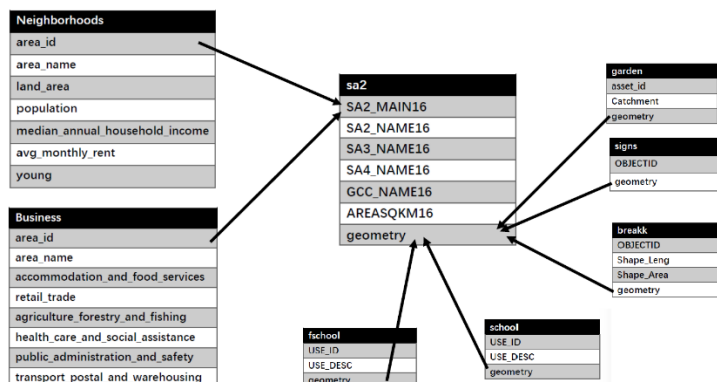 Neighborhoods
area_id
area_name
land_area
population
median_annual_household_income
avg_monthly_rent
young
Business
area_id
area_name
accommodation_and_food_services
retail_trade
agriculture_forestry_and_fishing
health_care_and_social_assistance
public_administration_and_safety
transport_postal_and_warehousing
sa2
SA2_MAIN16
SA2_NAME16
SA3_NAME16
SA4_NAME16
GCC_NAME16
AREASQKM16
geometry
fschool
USE_ID
USE_DESC
geometry
school
USE_ID
USE_DESC
geometry
garden
asset_id
Catchment
geometry
signs
OBJECTID
geometry
breakk
OBJECTID
Shape_Leng
Shape_Area
geometry